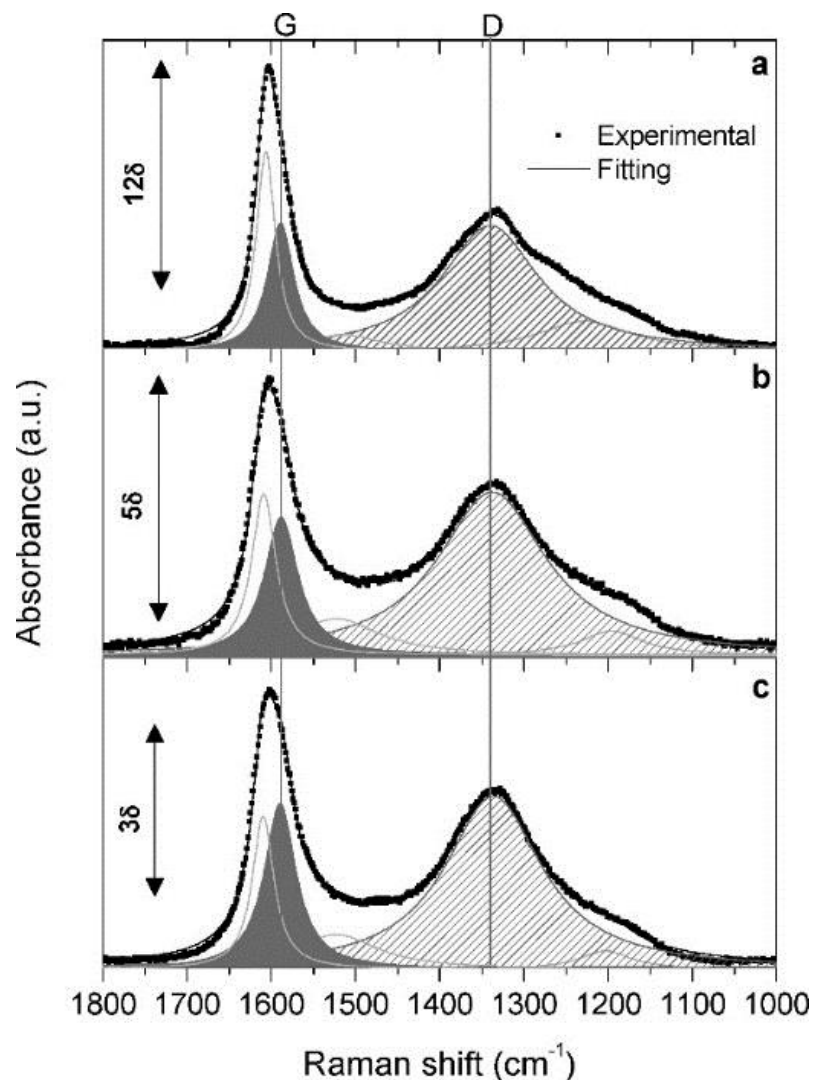 G D
a
Experimental
Fitting
12δ
b
5δ
c
3δ
Absorbance (a.u.)
1800 1700 1600 1500 1400 1300 1200 1100 1000
Raman shift (cm⁻¹)